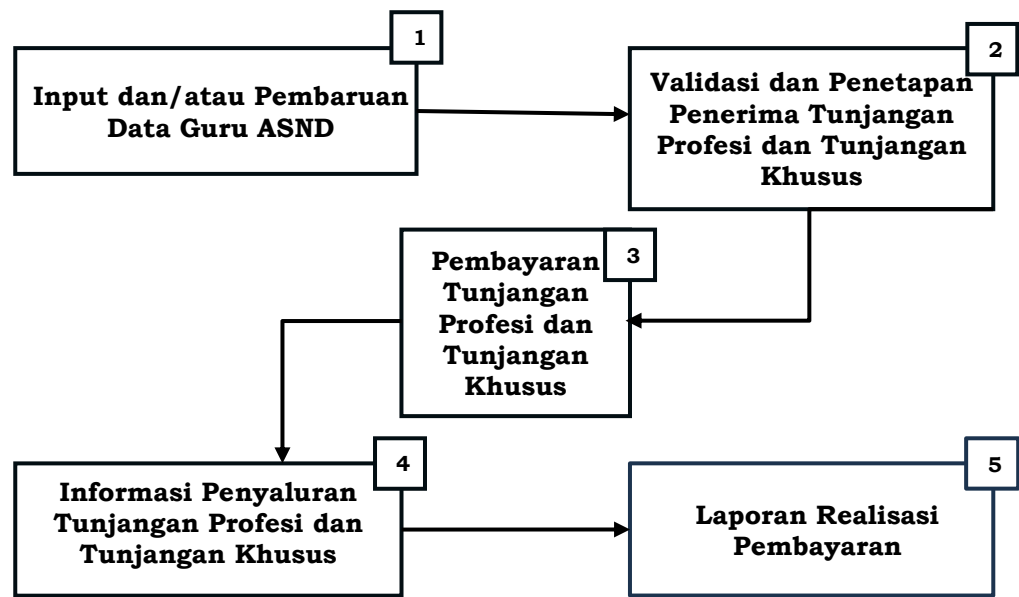 1
Input dan/atau Pembaruan
Data Guru ASND
2
Validasi dan Penetapan
Penerima Tunjangan
Profesi dan Tunjangan
Khusus
3
Pembayaran
Tunjangan
Profesi dan
Tunjangan
Khusus
4
Informasi Penyaluran
Tunjangan Profesi dan
Tunjangan Khusus
5
Laporan Realisasi
Pembayaran